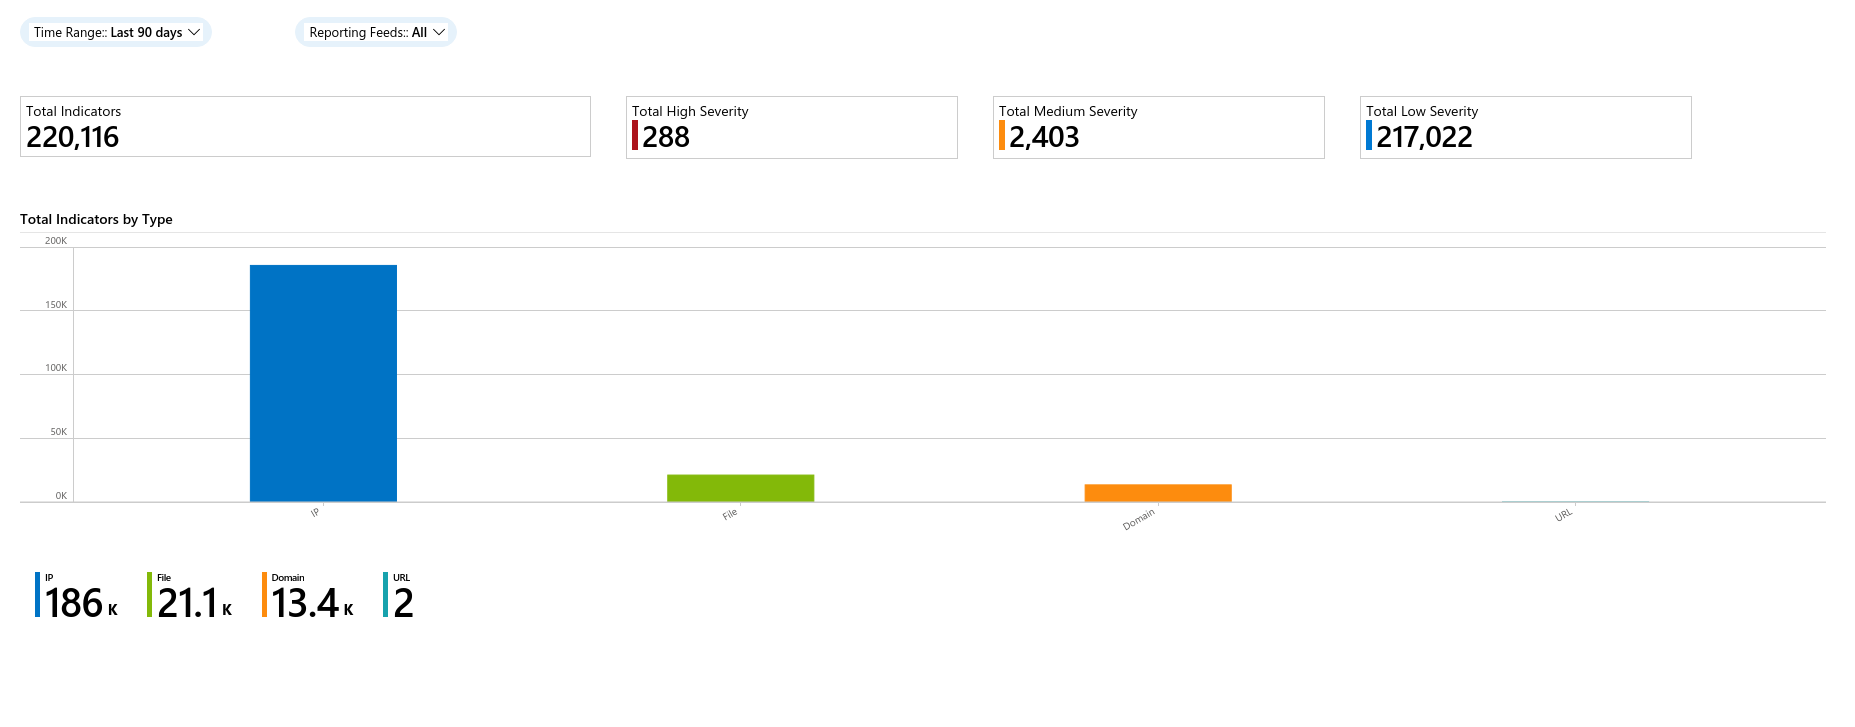 Time Range:: Last 90 days
Reporting Feeds:: All
Total Indicators
220,116
Total High Severity
288
Total Medium Severity
2,403
Total Low Severity
217,022
Total Indicators by Type
200K
150K
100K
50K
0K
IP
File
Domain
URL
IP
186 K
File
21.1 K
Domain
13.4 K
URL
2